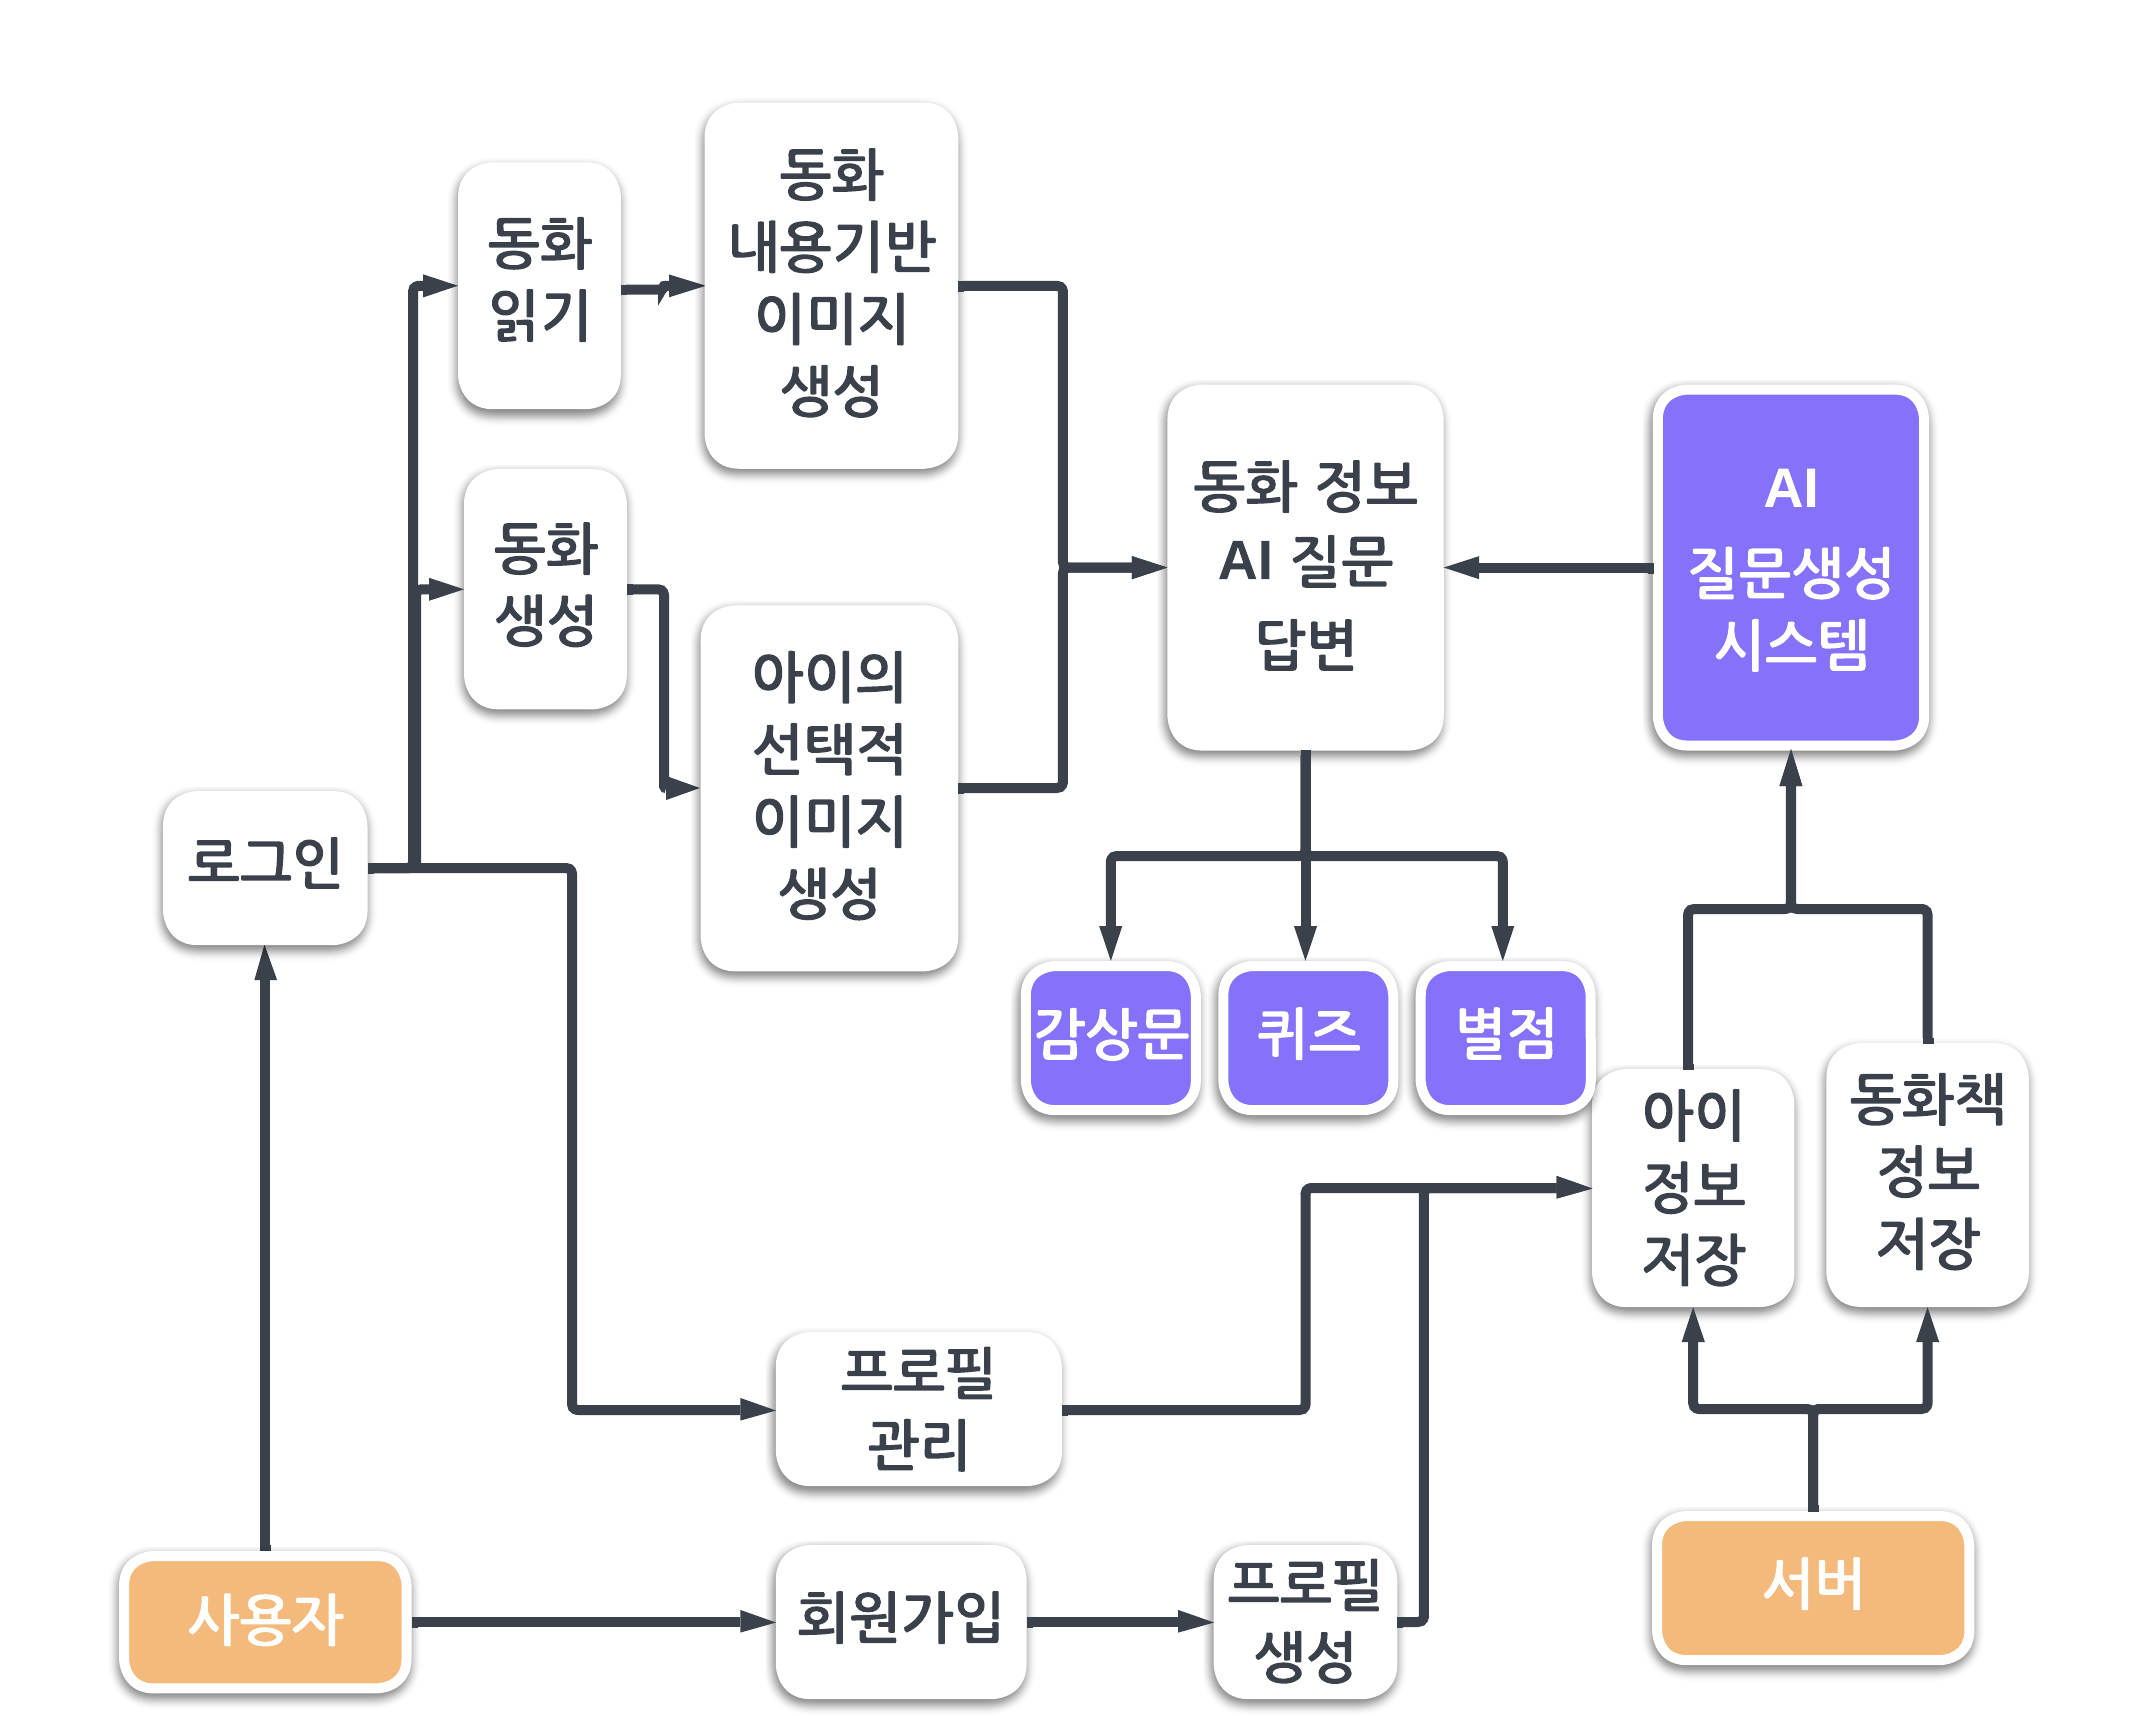 동화
읽기
동화
내용기반
이미지
생성
동화
생성
아이의
선택적
이미지
생성
동화 정보
AI 질문
답변
AI
질문생성
시스템
로그인
감상문
퀴즈
별점
아이
정보
저장
동화책
정보
저장
프로필
관리
사용자
회원가입
프로필
생성
서버